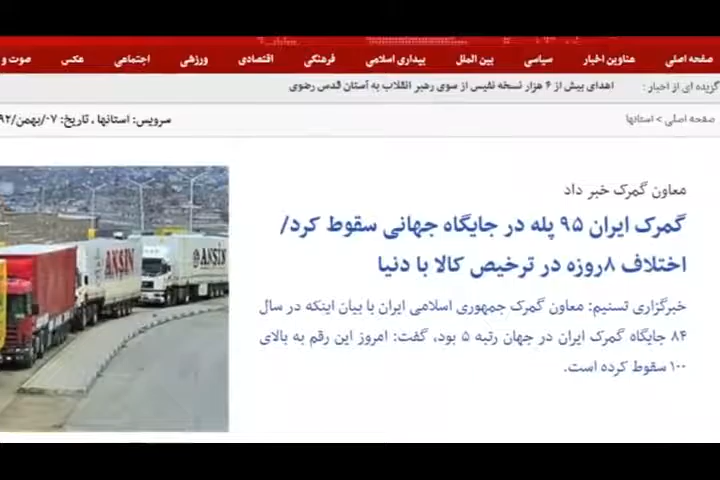 صفحه اصلی عناوین اخبار سیاسی بین الملل بیداری اسلامی فرهنگی اقتصادی ورزشی اجتماعی عکس صوت و
گزیده ای از اخبار : اهدای بیش از ۶ هزار نسخه نفیس از سوی رهبر انقلاب به آستان قدس رضوی
صفحه اصلی > استانها
سرویس: استانها ، تاریخ: ۰۷/بهمن/۹۲
معاون گمرک خبر داد
گمرک ایران ۹۵ پله در جایگاه جهانی سقوط کرد/
اختلاف ۸روزه در ترخیص کالا با دنیا
خبرگزاری تسنیم: معاون گمرک جمهوری اسلامی ایران با بیان اینکه در سال
۸۴ جایگاه گمرک ایران در جهان رتبه ۵ بود، گفت: امروز این رقم به بالای
۱۰۰ سقوط کرده است.
AKSIN
AKSIN